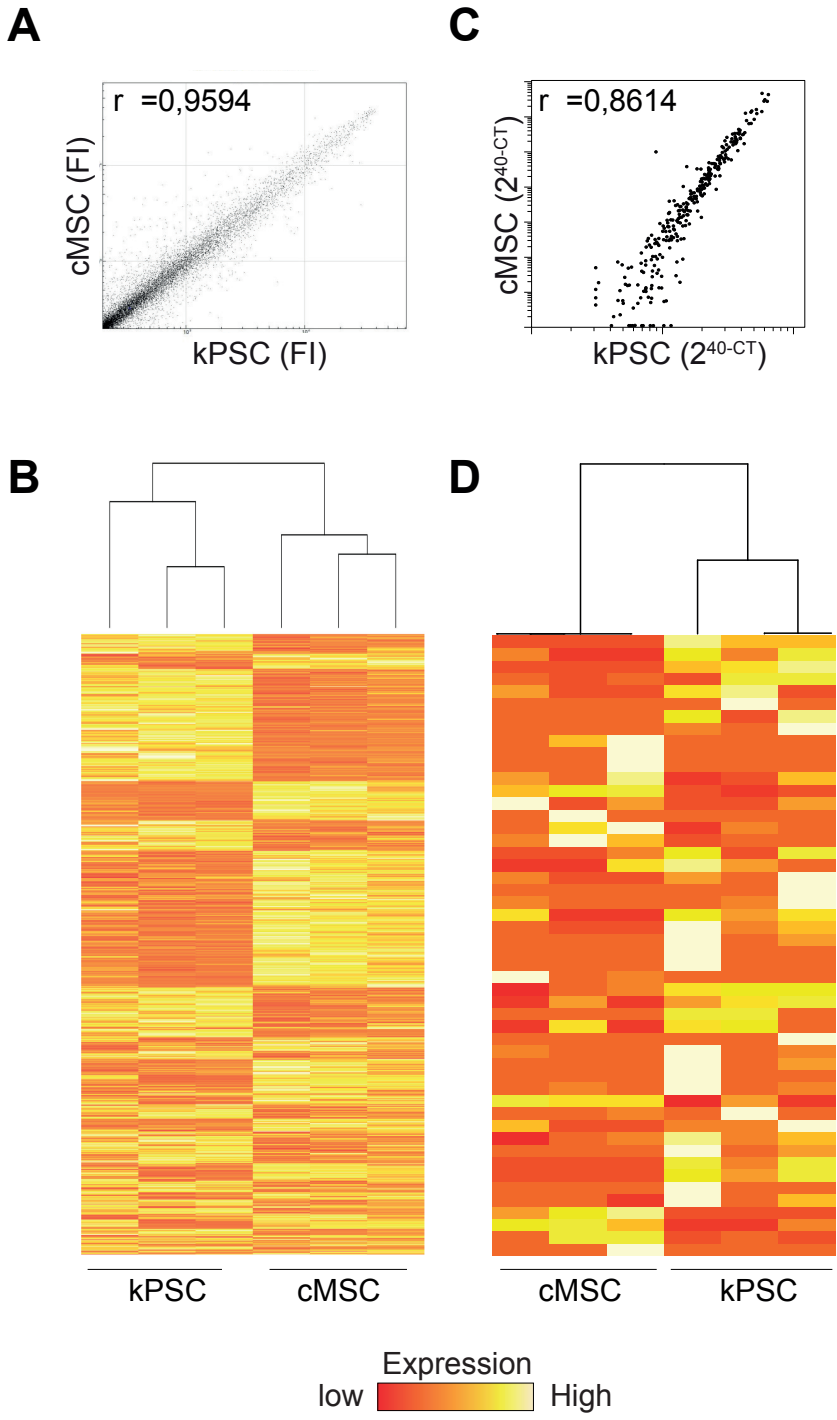 A
r =0,9594
cMSC (FI)
kPSC (FI)
C
r =0,8614
cMSC (2^40-CT)
kPSC (2^40-CT)
B
kPSC cMSC
D
cMSC kPSC
Expression
low High